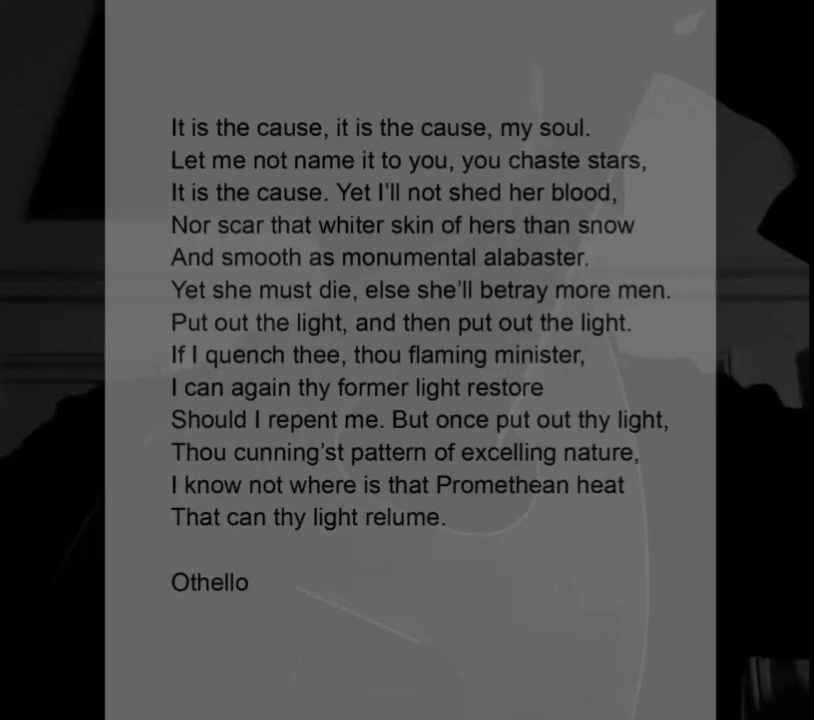 It is the cause, it is the cause, my soul.
Let me not name it to you, you chaste stars,
It is the cause. Yet I'll not shed her blood,
Nor scar that whiter skin of hers than snow
And smooth as monumental alabaster.
Yet she must die, else she’ll betray more men.
Put out the light, and then put out the light.
If I quench thee, thou flaming minister,
I can again thy former light restore
Should I repent me. But once put out thy light,
Thou cunning’st pattern of excelling nature,
I know not where is that Promethean heat
That can thy light relume.
Othello